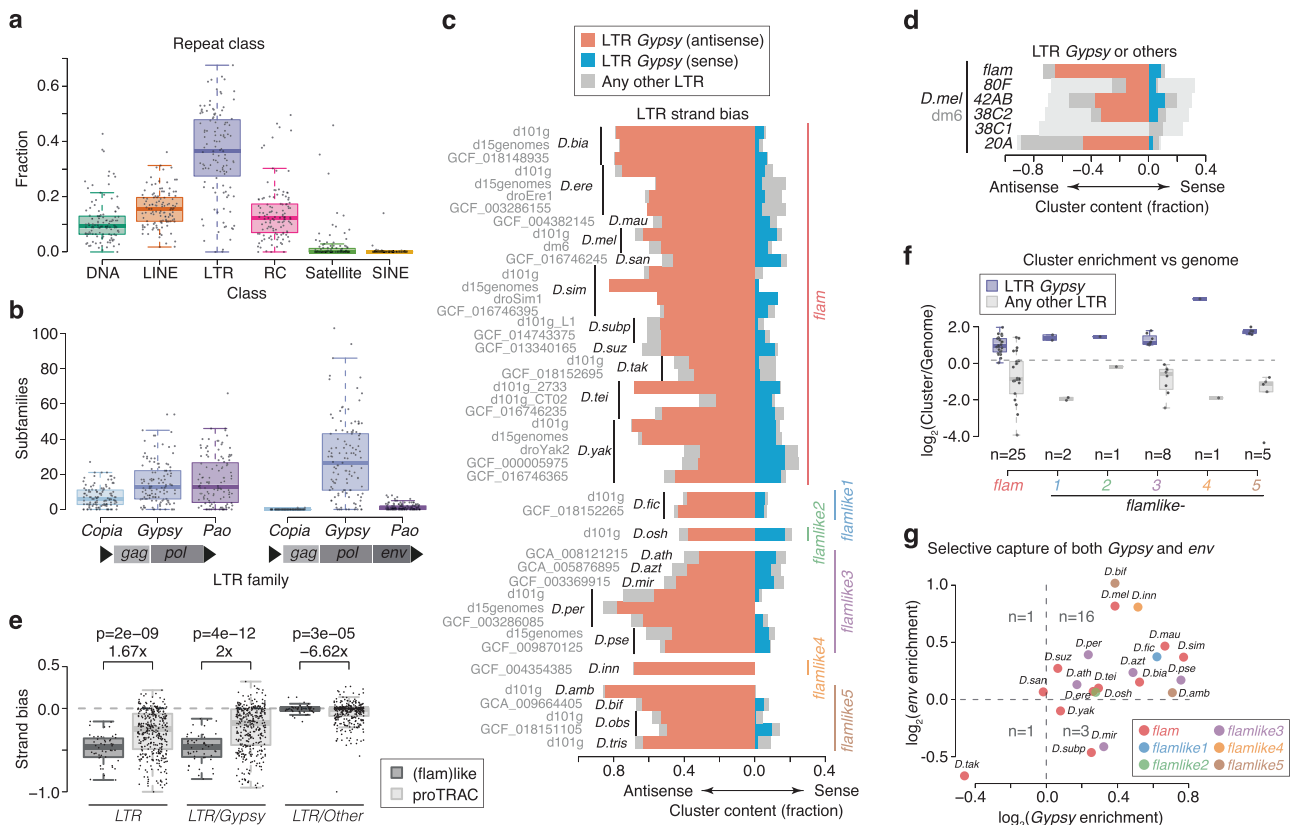 a
Repeat class
Fraction
0.6
0.4
0.2
0.0
DNA LINE LTR RC Satellite SINE
Class
b
Subfamilies
100
80
60
40
20
0
Copia Gypsy Pao Copia Gypsy Pao
gag pol gag pol env
LTR family
c
LTR Gypsy (antisense)
LTR Gypsy (sense)
Any other LTR
LTR strand bias
d101g
d15genomes
GCF_018148935
D.bia
d101g
d15genomes
droEre1
GCF_003286155
D.ere
GCF_004382145 D.mau
d101g
dm6
D.mel
GCF_016746245 D.san
d101g
d15genomes
droSim1
GCF_016746395
D.sim
d101g_L1
GCF_014743375
D.subp
GCF_013340165 D.suz
d101g
GCF_018152695
D.tak
d101g_2733
d101g_CT02
GCF_016746235
D.tei
d101g
d15genomes
droYak2
GCF_000005975
GCF_016746365
D.yak
flam
d101g
GCF_018152265
D.fic
flamlike1
d101g D.osh
flamlike2
GCA_008121215 D.ath
GCA_005876895 D.azt
GCF_003369915 D.mir
d101g
d15genomes
GCF_003286085
D.per
d15genomes
GCF_009870125
D.pse
flamlike3
GCF_004354385 D.inn
flamlike4
d101g D.amb
GCA_009664405 D.bif
d101g
GCF_018151105
D.obs
d101g D.tris
flamlike5
0.8 0.4 0.0 0.4
Antisense Sense
Cluster content (fraction)
d
LTR Gypsy or others
D.mel
dm6
flam
80F
42AB
38C2
38C1
20A
−0.8 −0.4 0.0 0.4
Antisense Sense
Cluster content (fraction)
e
p=2e−09 p=4e−12 p=3e−05
1.67x 2x −6.62x
Strand bias
0.5
−0.0
−0.5
−1.0
LTR LTR/Gypsy LTR/Other
(flam)like
proTRAC
f
Cluster enrichment vs genome
LTR Gypsy
Any other LTR
log2(Cluster/Genome)
2.0
0.0
−2.0
−4.0
n=25 n=2 n=1 n=8 n=1 n=5
flam 1 2 3 4 5
flamlike-
g
Selective capture of both Gypsy and env
log2(env enrichment)
1.0
0.5
0.0
−0.5
n=1 n=16
n=1 n=3
D.bif
D.mel D.inn
D.mau
D.fic D.sim
D.per
D.suz
D.azt D.pse
D.ath D.tei D.bia
D.san D.ere D.osh D.amb
D.yak
D.subp D.mir
D.tak
flam flamlike3
flamlike1 flamlike4
flamlike2 flamlike5
−0.4 0.0 0.4 0.8
log2(Gypsy enrichment)